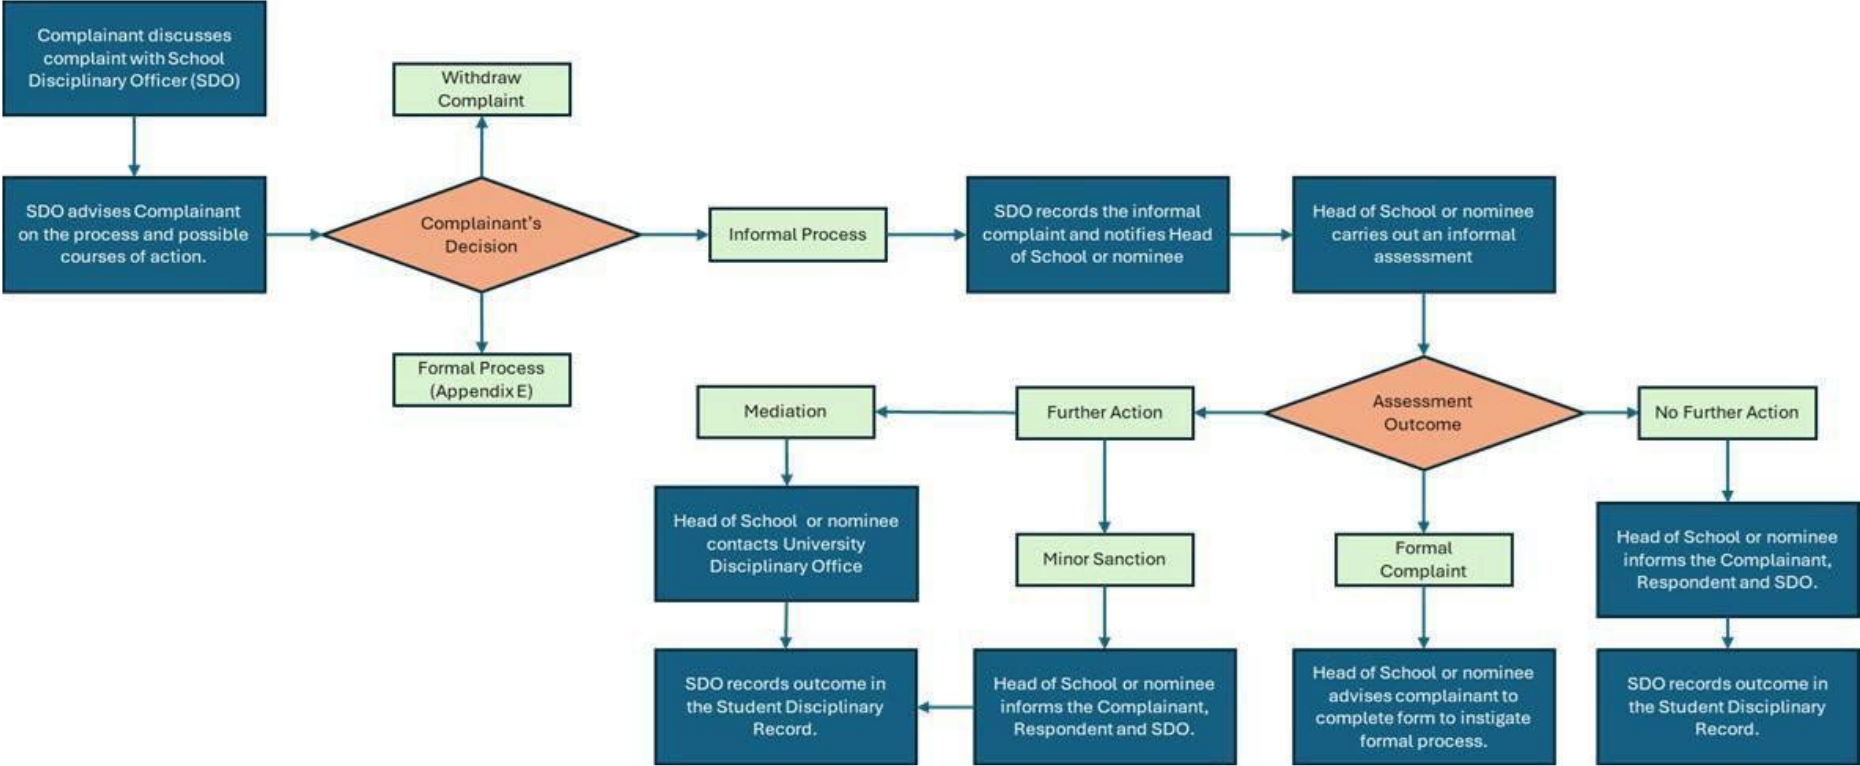 Complainant discusses
complaint with School
Disciplinary Officer (SDO)
Withdraw
Complaint
SDO advises Complainant
on the process and possible
courses of action.
Complainant's
Decision
Informal Process
SDO records the informal
complaint and notifies Head
of School or nominee
Head of School or nominee
carries out an informal
assessment
Formal Process
(Appendix E)
Mediation
Further Action
Assessment
Outcome
No Further Action
Head of School or nominee
contacts University
Disciplinary Office
Minor Sanction
Formal
Complaint
Head of School or nominee
informs the Complainant,
Respondent and SDO.
SDO records outcome in
the Student Disciplinary
Record.
Head of School or nominee
informs the Complainant,
Respondent and SDO.
Head of School or nominee
advises complainant to
complete form to instigate
formal process.
SDO records outcome in
the Student Disciplinary
Record.